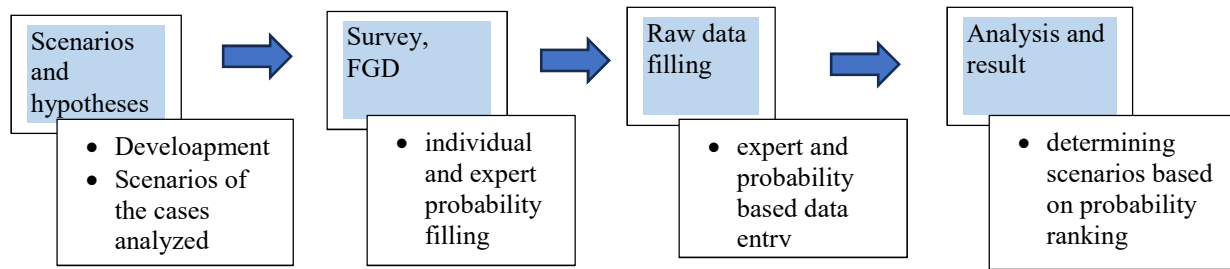 Scenarios
and
hypotheses
• Develoapment
• Scenarios of
the cases
analyzed
Survey,
FGD
• individual
and expert
probability
filling
Raw data
filling
• expert and
probability
based data
entry
Analysis and
result
• determining
scenarios based
on probability
ranking